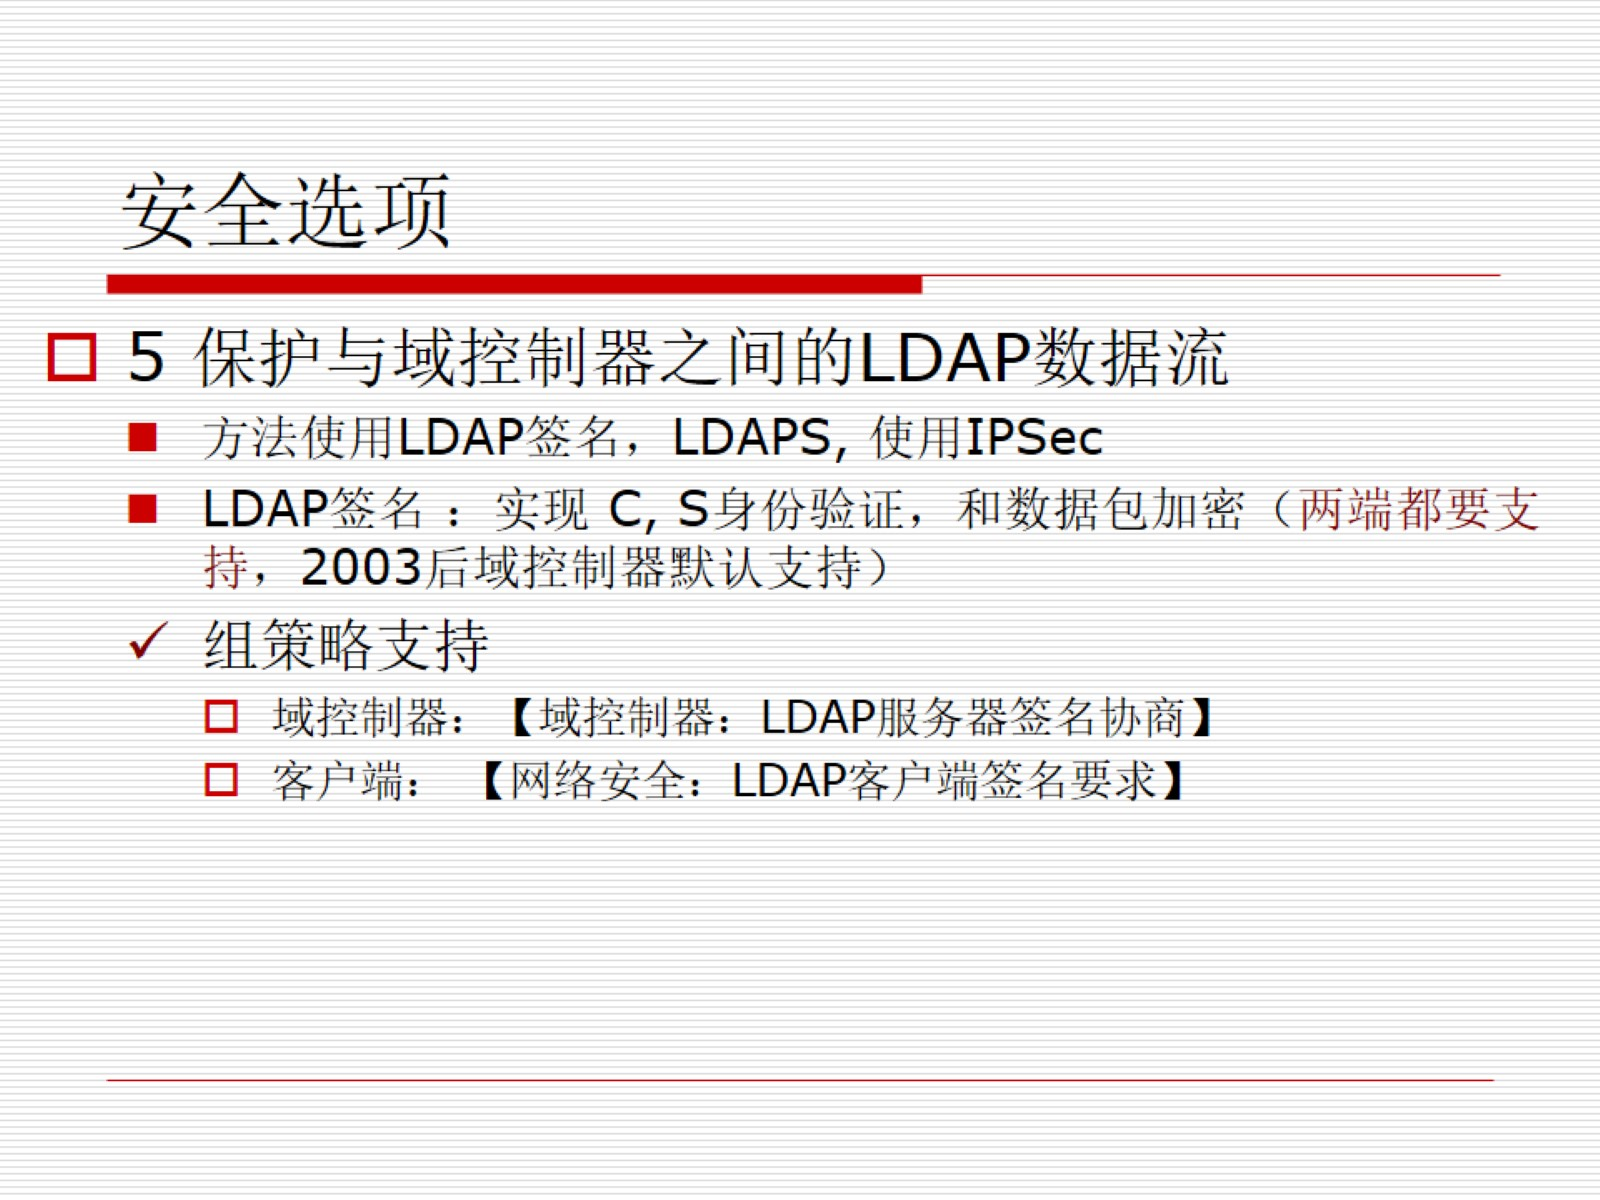 安全选项
5 保护与域控制器之间的LDAP数据流
方法使用LDAP签名，LDAPS, 使用IPSec
LDAP签名 ：实现 C, S身份验证，和数据包加密（两端都要支
持，2003后域控制器默认支持）
组策略支持
域控制器：【域控制器：LDAP服务器签名协商】
客户端： 【网络安全：LDAP客户端签名要求】